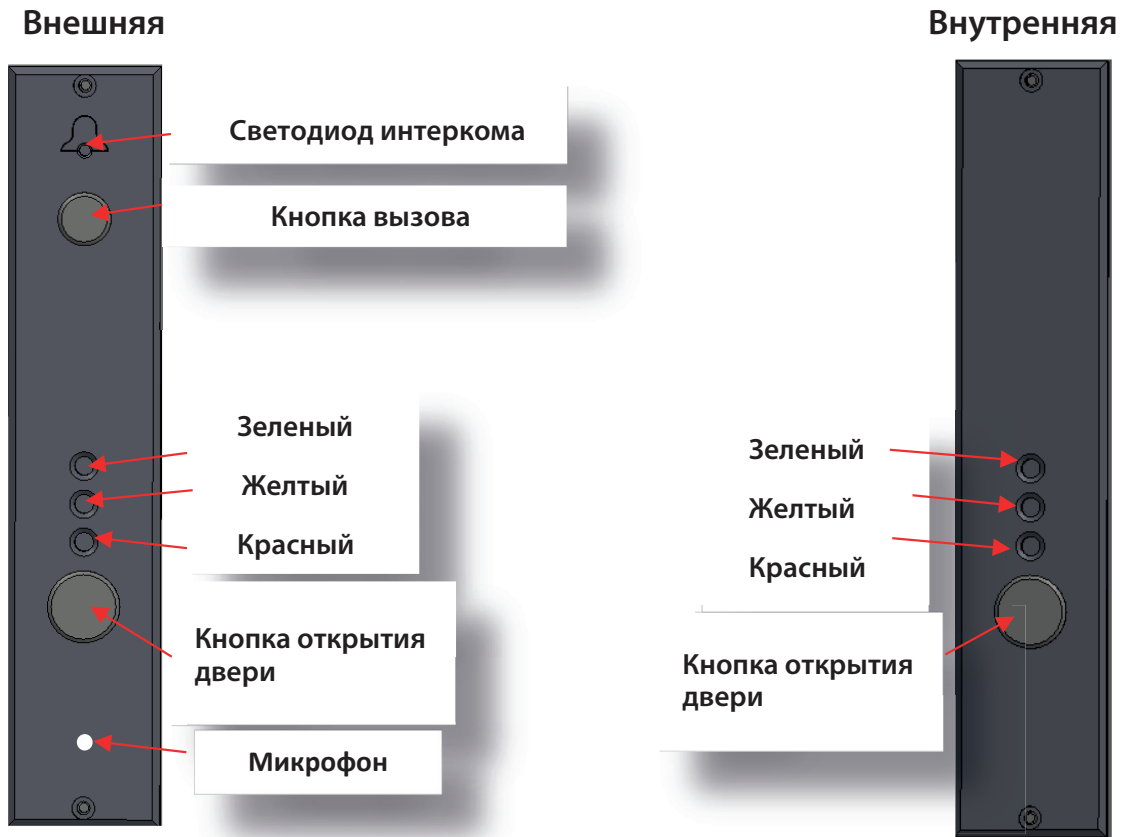 Внешняя
Светодиод интеркома
Кнопка вызова
Зеленый
Желтый
Красный
Кнопка открытия
двери
Микрофон
Внутренняя
Зеленый
Желтый
Красный
Кнопка открытия
двери